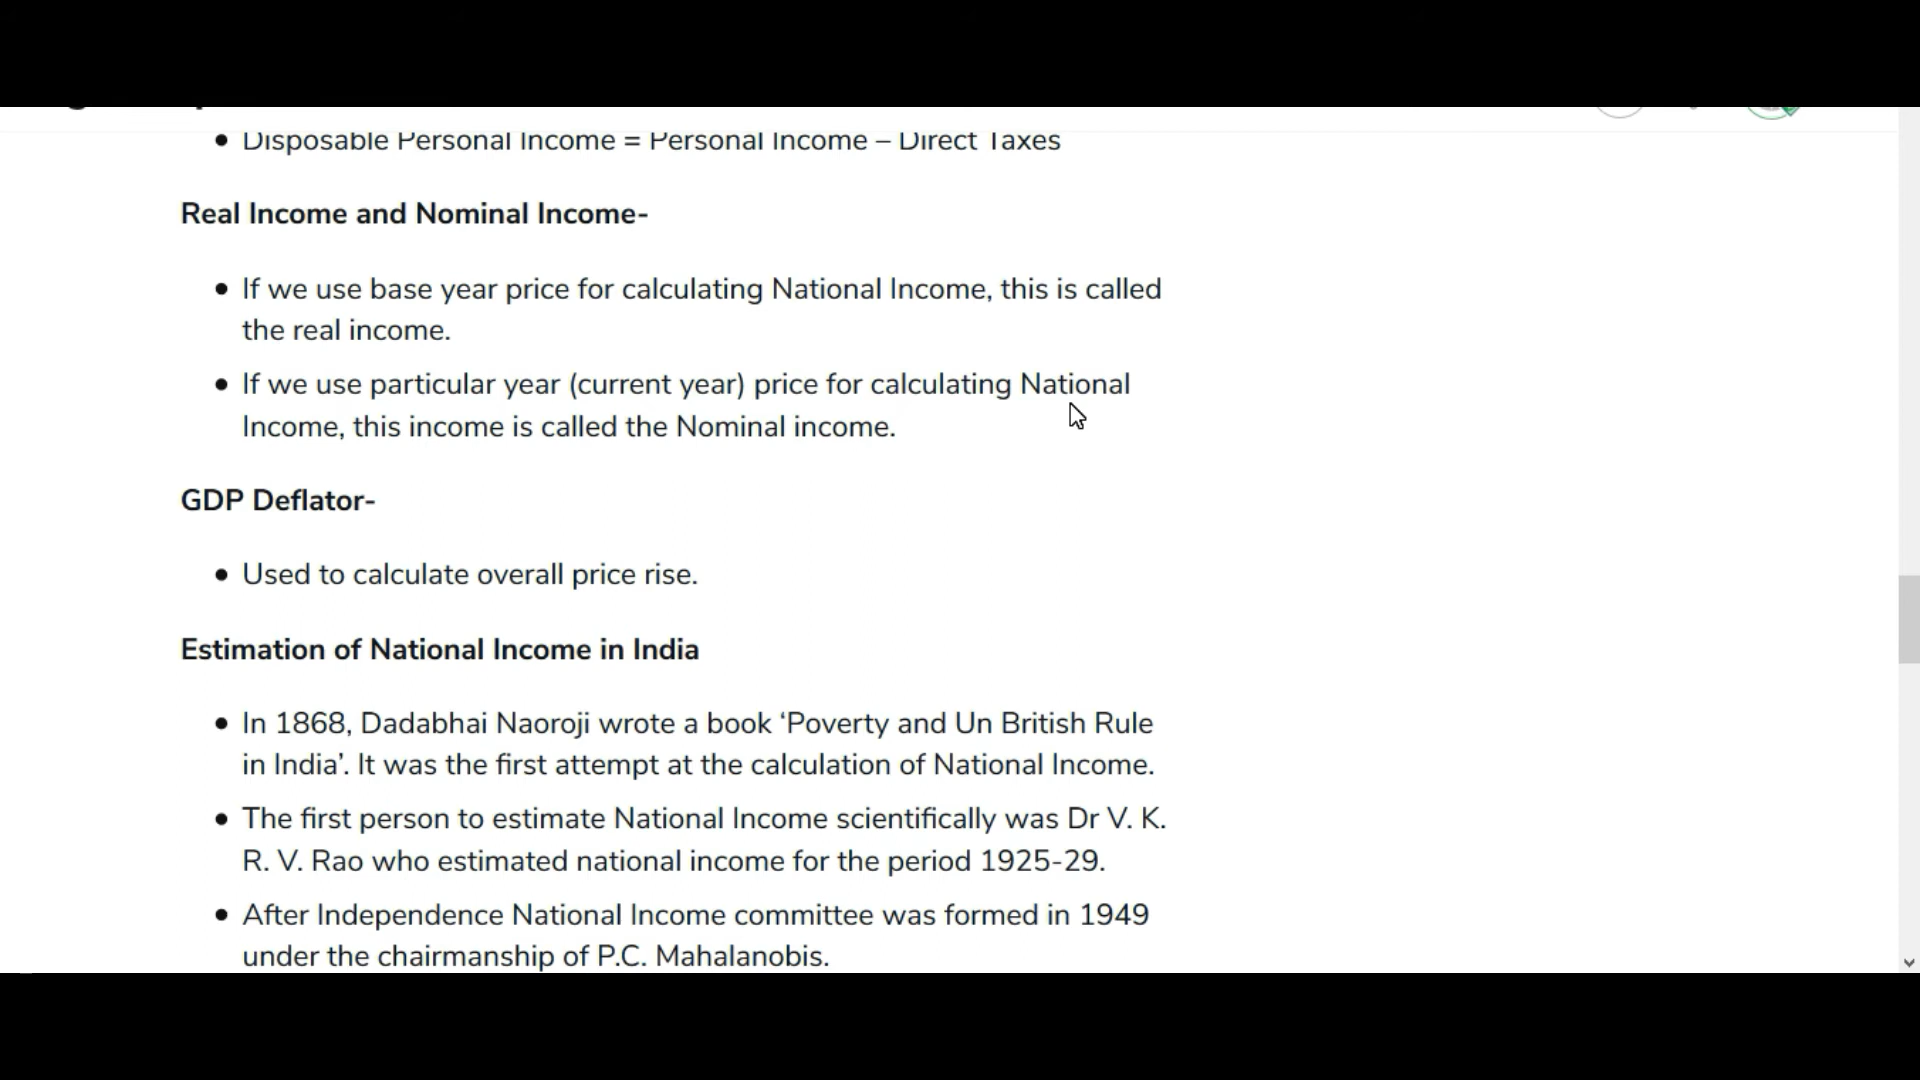 Disposable Personal Income = Personal Income – Direct Taxes
Real Income and Nominal Income-
If we use base year price for calculating National Income, this is called
the real income.
If we use particular year (current year) price for calculating National
Income, this income is called the Nominal income.
GDP Deflator-
Used to calculate overall price rise.
Estimation of National Income in India
In 1868, Dadabhai Naoroji wrote a book ‘Poverty and Un British Rule
in India’. It was the first attempt at the calculation of National Income.
The first person to estimate National Income scientifically was Dr V. K.
R. V. Rao who estimated national income for the period 1925-29.
After Independence National Income committee was formed in 1949
under the chairmanship of P.C. Mahalanobis.